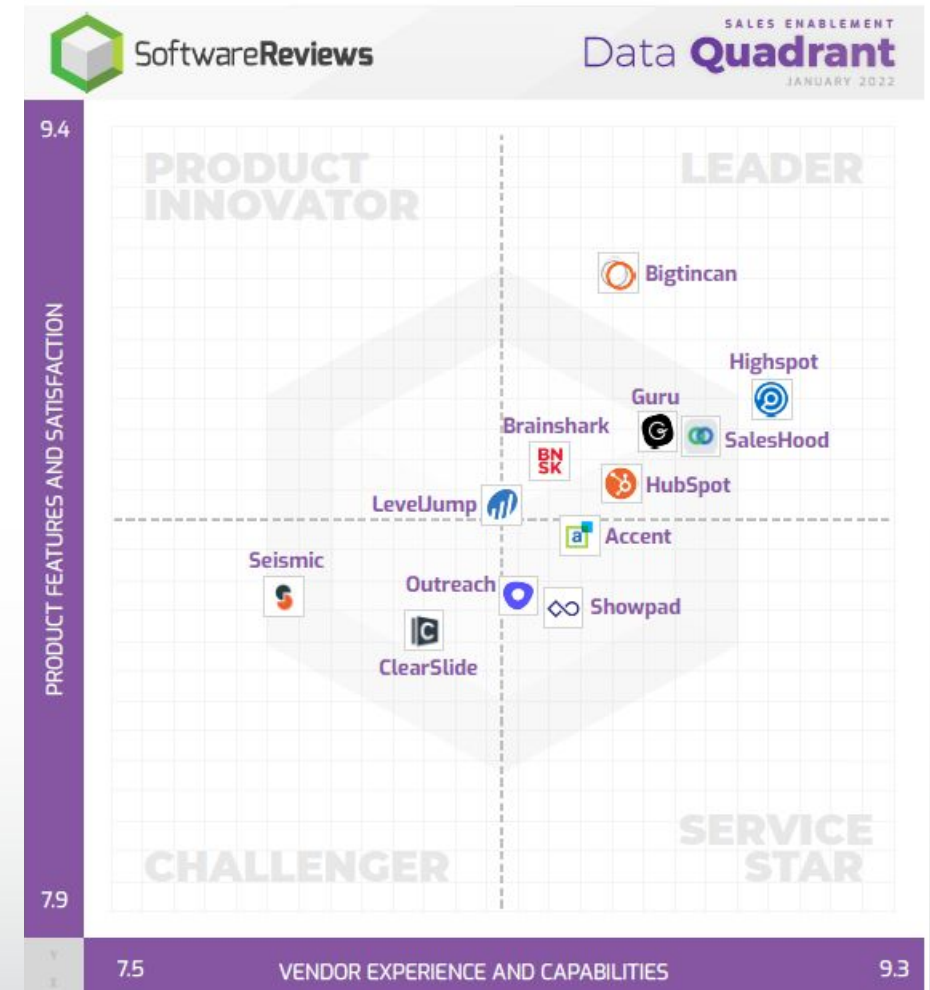 SoftwareReviews
SALES ENABLEMENT
Data Quadrant
JANUARY 2022
9.4
PRODUCT FEATURES AND SATISFACTION
7.9
PRODUCT
INNOVATOR
LEADER
Bigtincan
Highspot
Guru
SalesHood
Brainshark
BN
SK
HubSpot
LevelJump
a
Accent
Seismic
Outreach
Showpad
C
ClearSlide
CHALLENGER
SERVICE
STAR
7.5
VENDOR EXPERIENCE AND CAPABILITIES
9.3